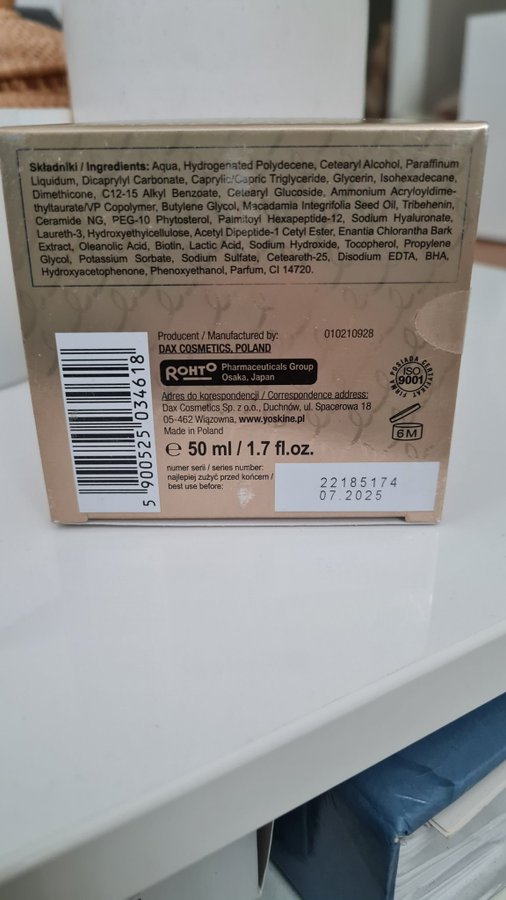 Składniki / Ingredients: Aqua, Hydrogenated Polydecene, Cetearyl Alcohol, Paraffinum
Liquidum, Dicaprylyl Carbonate, Caprylic/Capric Triglyceride, Glycerin, Isohexadecane,
Dimethicone, C12-15 Alkyl Benzoate, Cetearyl Glucoside, Ammonium Acryloyldime-
thyltaurate/VP Copolymer, Butylene Glycol, Macadamia Integrifolia Seed Oil, Tribehenin,
Ceramide NG, PEG-10 Phytosterol, Palmitoyl Hexapeptide-12, Sodium Hyaluronate,
Laureth-3, Hydroxyethylcellulose, Acetyl Dipeptide-1 Cetyl Ester, Enantia Chlorantha Bark
Extract, Oleanolic Acid, Biotin, Lactic Acid, Sodium Hydroxide, Tocopherol, Propylene
Glycol, Potassium Sorbate, Sodium Sulfate, Ceteareth-25, Disodium EDTA, BHA,
Hydroxyacetophenone, Phenoxyethanol, Parfum, CI 14720.
Producent / Manufactured by: 010210928
DAX COSMETICS, POLAND
ROHTO Pharmaceuticals Group
Osaka, Japan
Adres do korespondencji / Correspondence address:
Dax Cosmetics Sp. z o.o., Duchnów, ul. Spacerowa 18
05-462 Wiązowna, www.yoskine.pl
Made in Poland
℮ 50 ml / 1.7 fl.oz.
numer serii / series number:
najlepiej zużyć przed końcem /
best use before:
22185174
07.2025
FIRMA POSIADA CERTYFIKAT
ISO
9001
6M
5 900525 034618